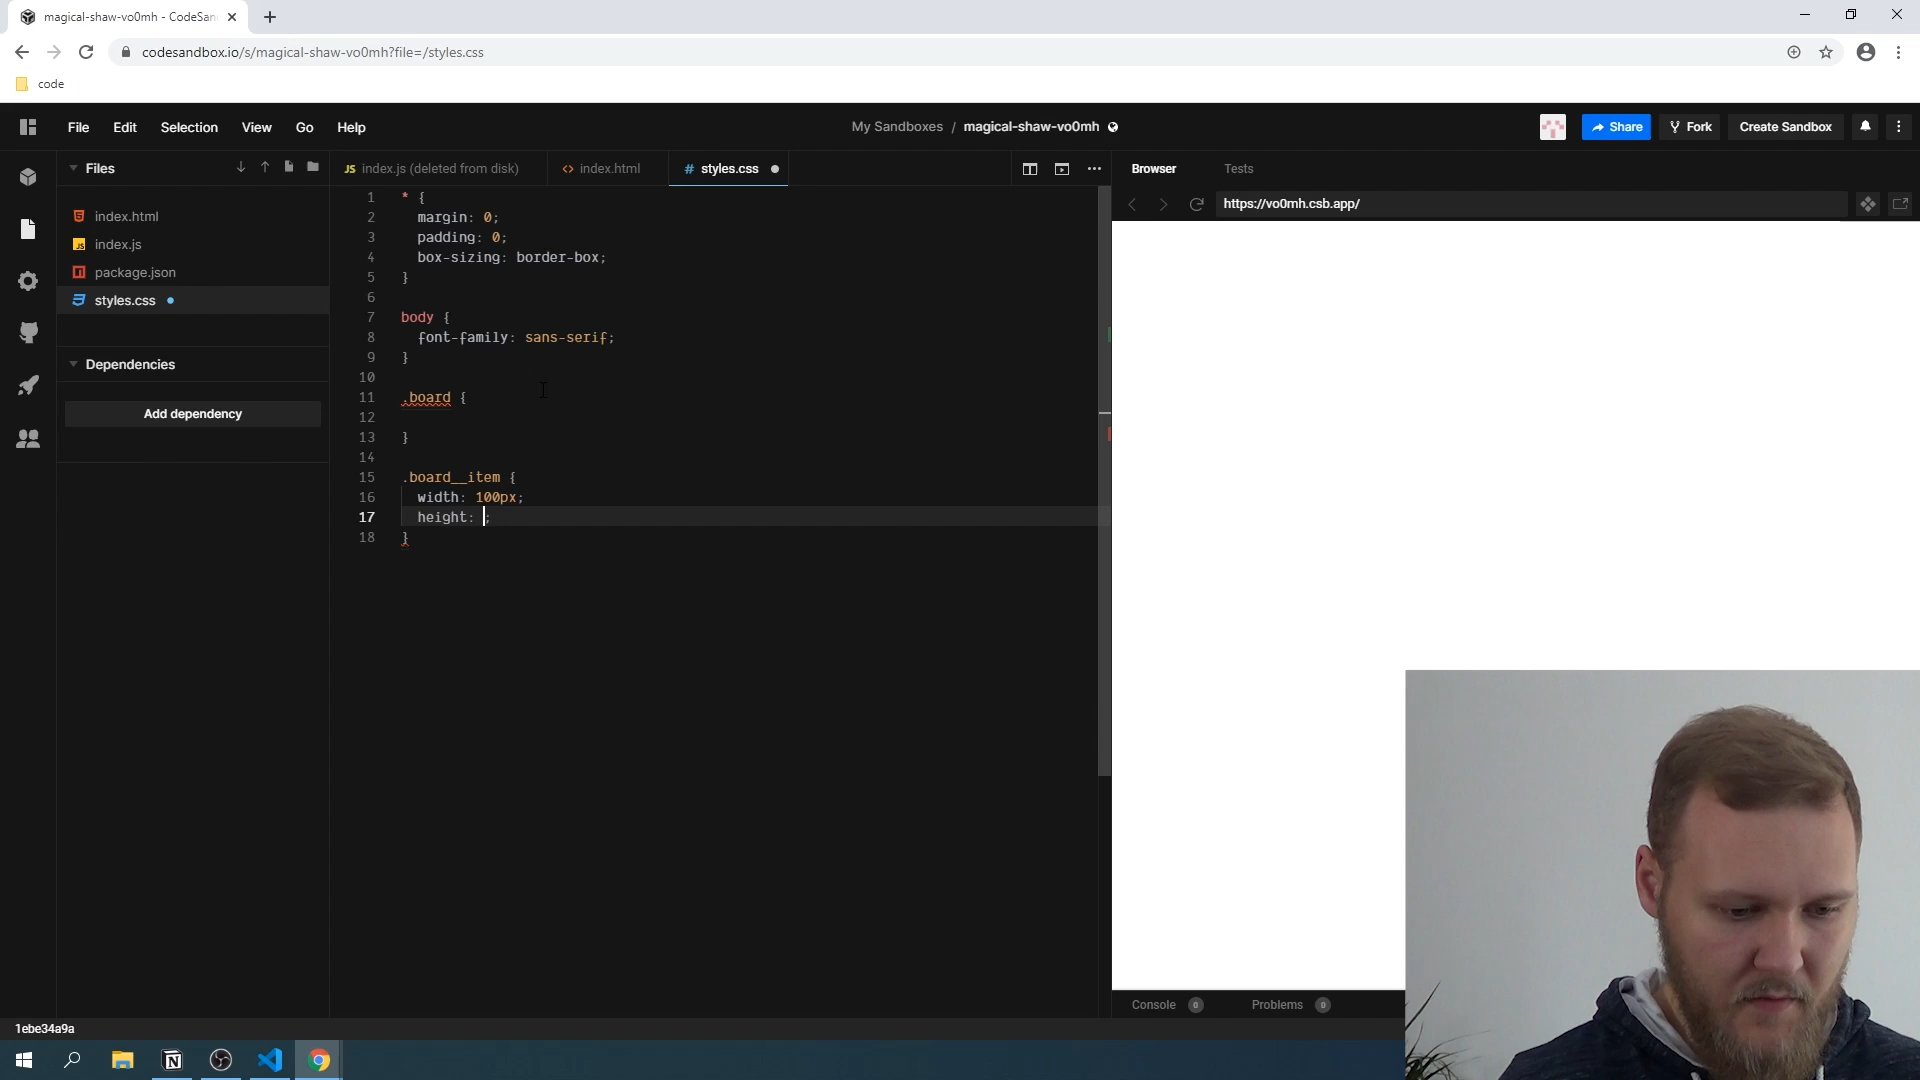 magical-shaw-vo0mh - CodeSan
codesandbox.io/s/magical-shaw-vo0mh?file=/styles.css
code
File Edit Selection View Go Help
My Sandboxes / magical-shaw-vo0mh
Share Fork Create Sandbox
Files
index.html
index.js
package.json
styles.css
Dependencies
Add dependency
JS index.js (deleted from disk) <> index.html # styles.css
1 * {
2 margin: 0;
3 padding: 0;
4 box-sizing: border-box;
5 }
6
7 body {
8 font-family: sans-serif;
9 }
10
11 .board {
12
13 }
14
15 .board__item {
16 width: 100px;
17 height: ;
18 }
Browser Tests
https://vo0mh.csb.app/
Console 0 Problems 0
1ebe34a9a